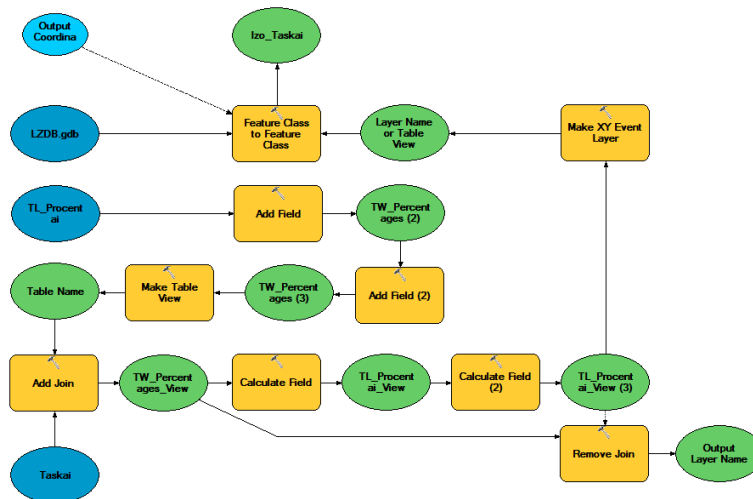 Output
Coordina
Izo_Taskai
LZDB.gdb
Feature Class
to Feature
Class
Layer Name
or Table
View
Make XY Event
Layer
TL_Procent
ai
Add Field
TW_Percent
ages (2)
Table Name
Make Table
View
TW_Percent
ages (3)
Add Field (2)
Add Join
TW_Percent
ages_View
Calculate Field
TL_Procent
ai_View
Calculate Field
(2)
TL_Procent
ai_View (3)
Taskai
Remove Join
Output
Layer Name